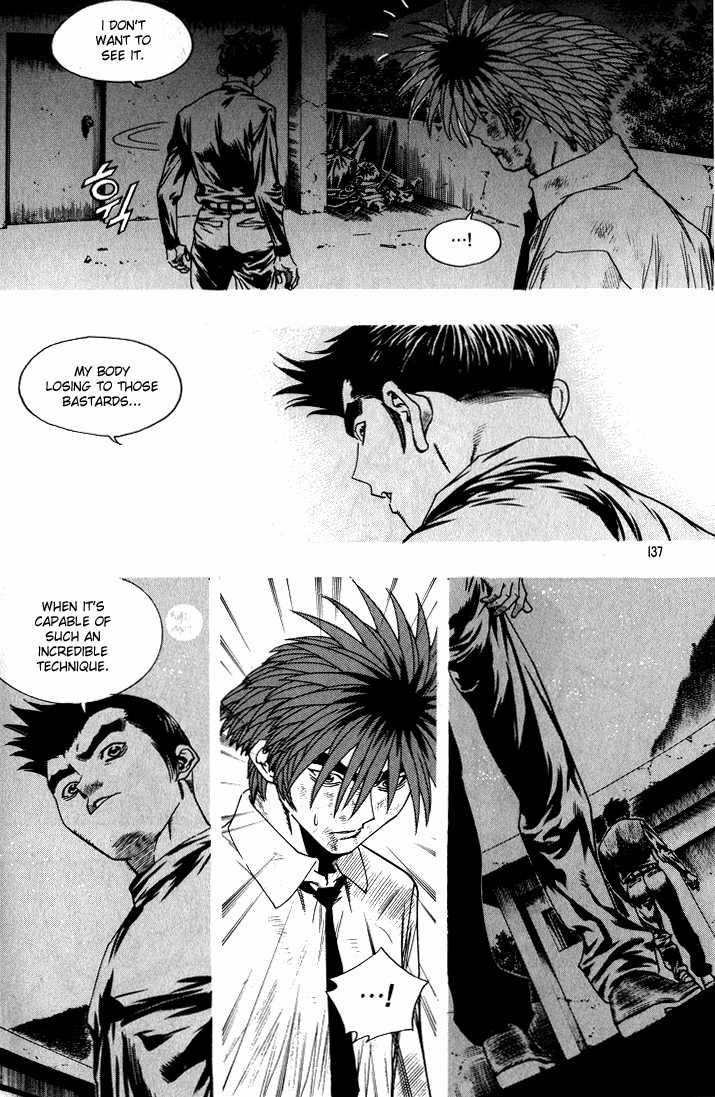 I DON'T
WANT TO
SEE IT.
...!
MY BODY
LOSING TO THOSE
BASTARDS...
137
WHEN IT'S
CAPABLE OF
SUCH AN
INCREDIBLE
TECHNIQUE.
...!